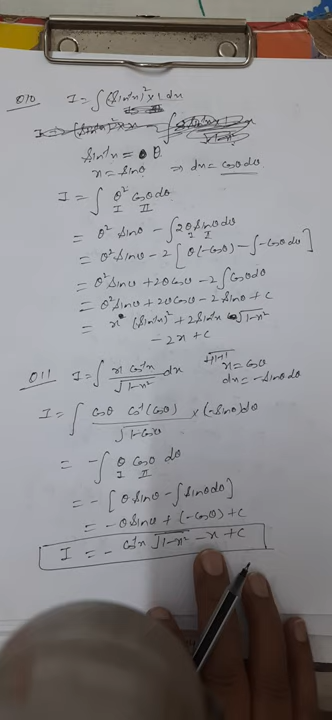 Q10 I = ∫ (sin⁻¹x)² × 1 dx
sin⁻¹x = θ
x = sinθ ⇒ dx = cosθ dθ
I = ∫ θ² cosθ dθ
I II
= θ² sinθ - ∫ 2θ sinθ dθ
I II
= θ² sinθ - 2 [θ(-cosθ) - ∫ -cosθ dθ]
= θ² sinθ + 2θ cosθ - 2 ∫ cosθ dθ
= θ² sinθ + 2θ cosθ - 2 sinθ + C
= x (sin⁻¹x)² + 2 sin⁻¹x √1-x²
- 2x + C
Q11 I = ∫ x cos⁻¹x / √1-x² dx x = cosθ
dx = -sinθ dθ
I = ∫ cosθ cos⁻¹(cosθ) / √1-cos²θ × (-sinθ) dθ
= - ∫ θ cosθ dθ
I II
= - [θ sinθ - ∫ sinθ dθ]
= -θ sinθ + (-cosθ) + C
I = - cos⁻¹x √1-x² - x + C